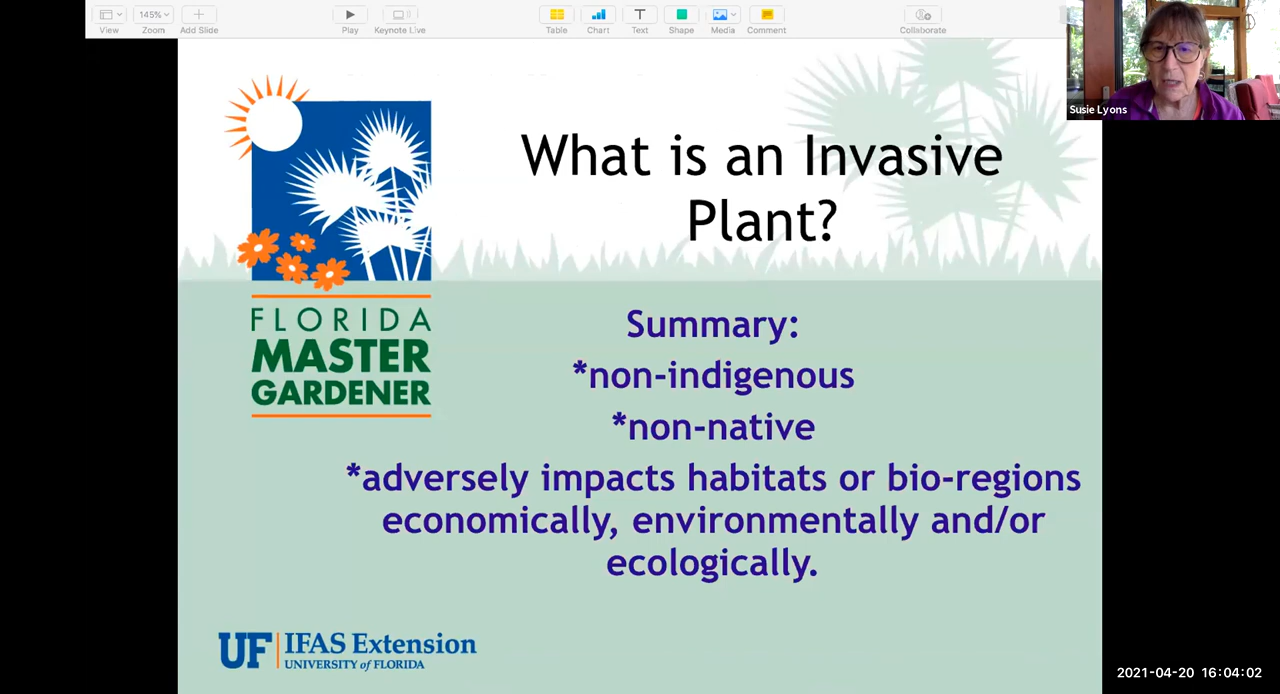 145%
View
Zoom
Add Slide
Play
Keynote Live
Table
Chart
Text
Shape
Media
Comment
Collaborate
Susie Lyons
What is an Invasive
Plant?
FLORIDA
MASTER
GARDENER
Summary:
*non-indigenous
*non-native
*adversely impacts habitats or bio-regions
economically, environmentally and/or
ecologically.
UF IFAS Extension
UNIVERSITY of FLORIDA
2021-04-20 16:04:02